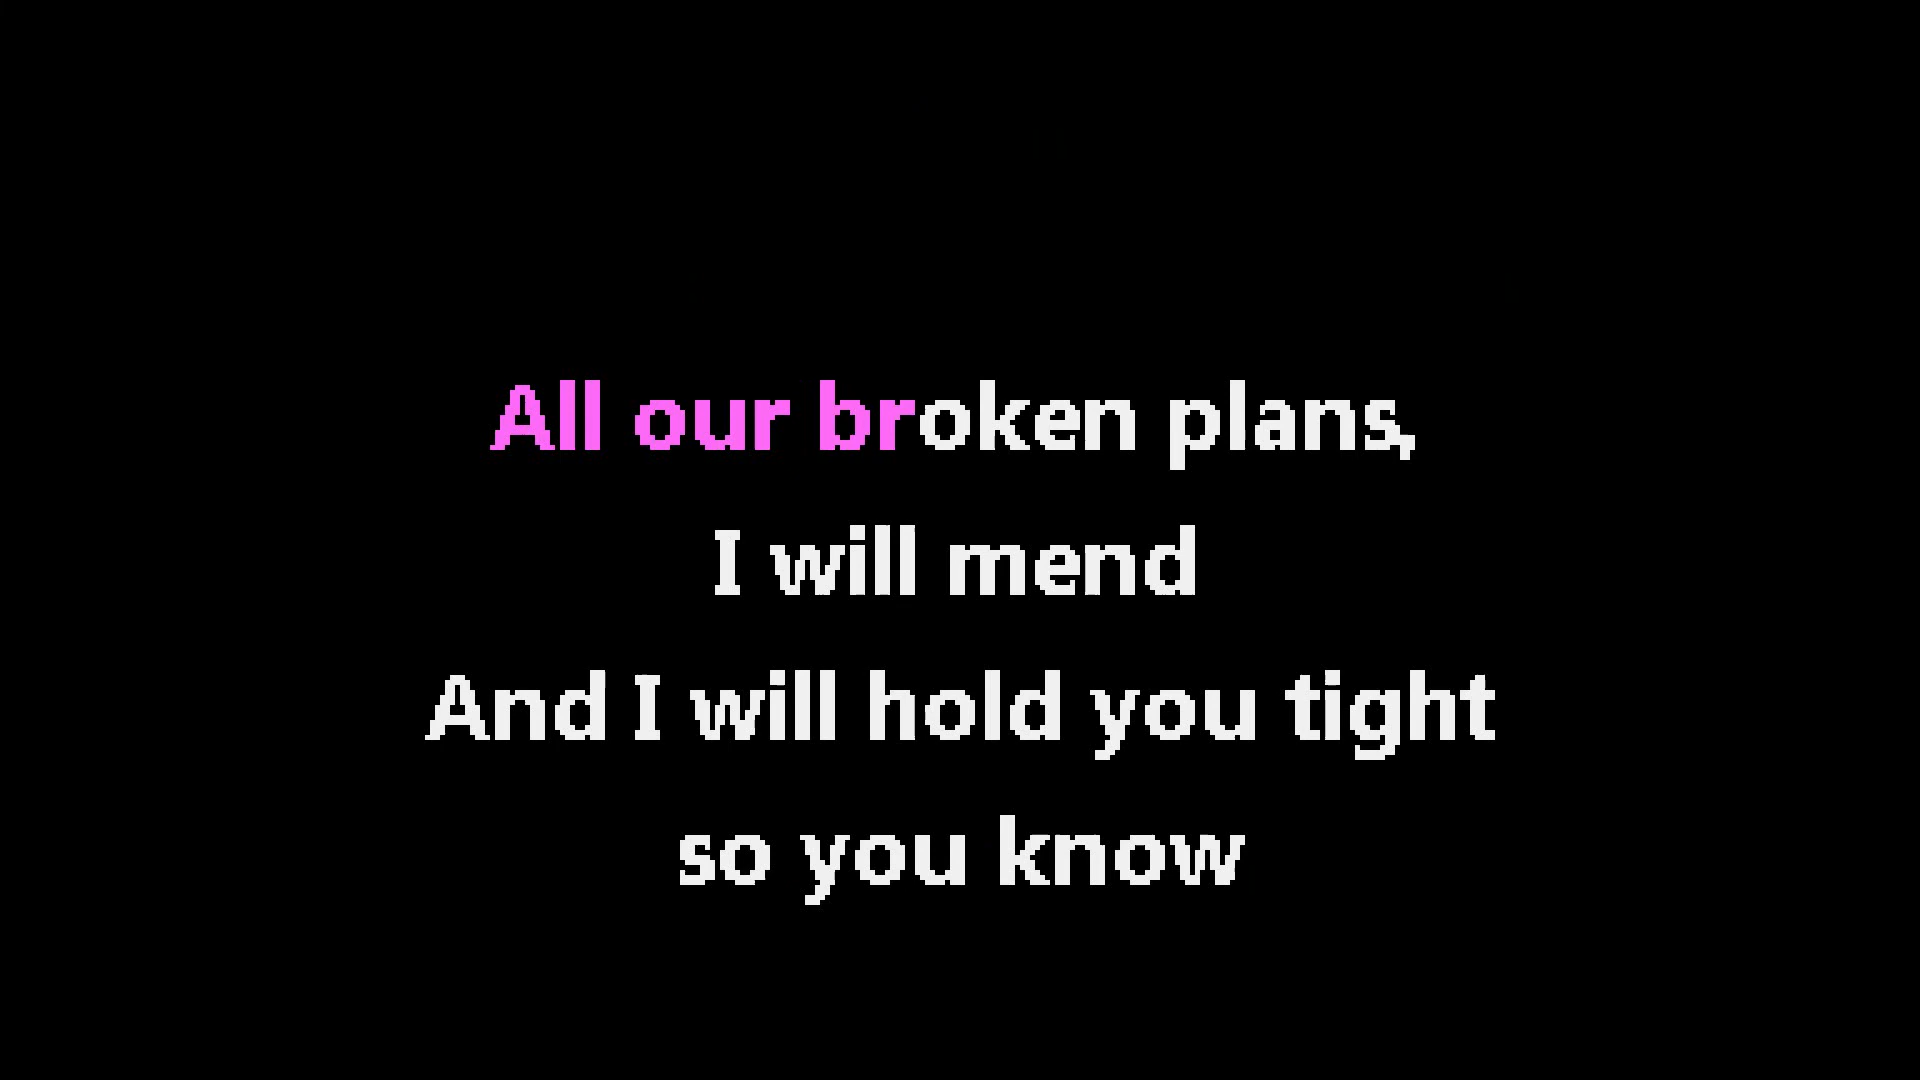 All our broken plans,
I will mend
And I will hold you tight
so you know